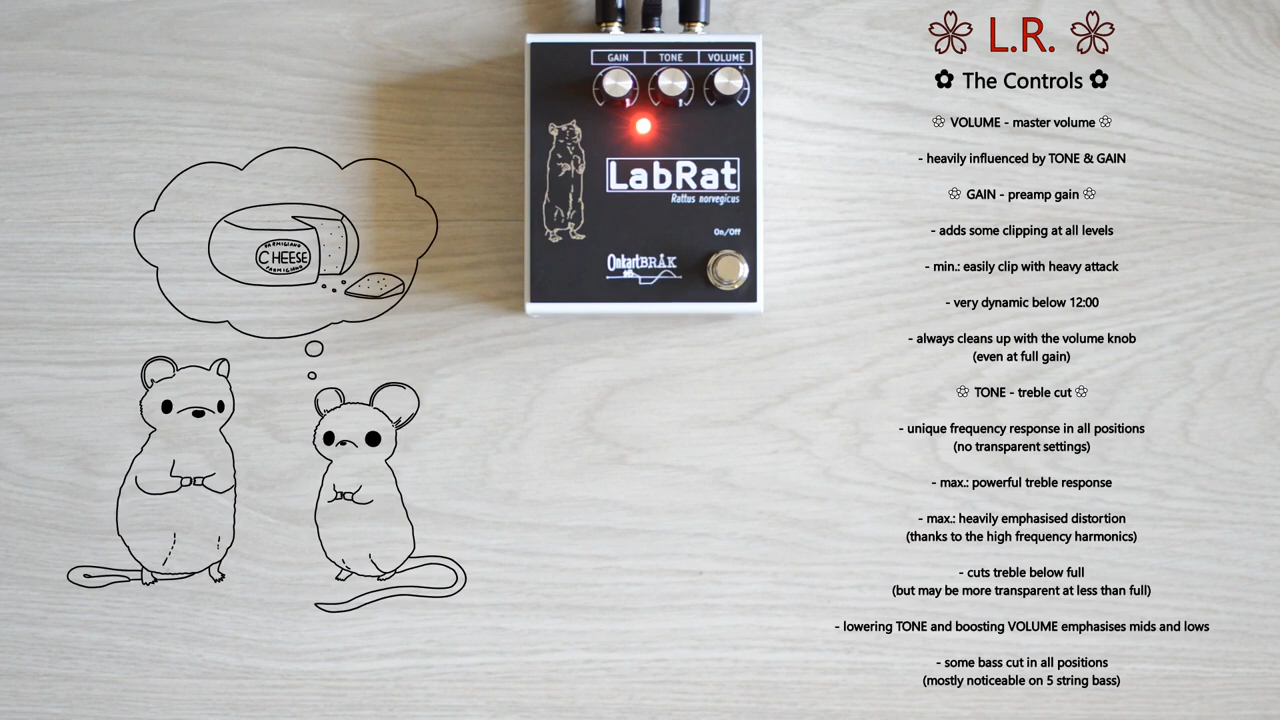 PARMIGIANO
CHEESE
PARMIGIANO
GAIN TONE VOLUME
LabRat
Rattus norvegicus
On/Off
OnkartBRÅK
L.R.
The Controls
VOLUME - master volume
- heavily influenced by TONE & GAIN
GAIN - preamp gain
- adds some clipping at all levels
- min.: easily clip with heavy attack
- very dynamic below 12:00
- always cleans up with the volume knob
(even at full gain)
TONE - treble cut
- unique frequency response in all positions
(no transparent settings)
- max.: powerful treble response
- max.: heavily emphasised distortion
(thanks to the high frequency harmonics)
- cuts treble below full
(but may be more transparent at less than full)
- lowering TONE and boosting VOLUME emphasises mids and lows
- some bass cut in all positions
(mostly noticeable on 5 string bass)